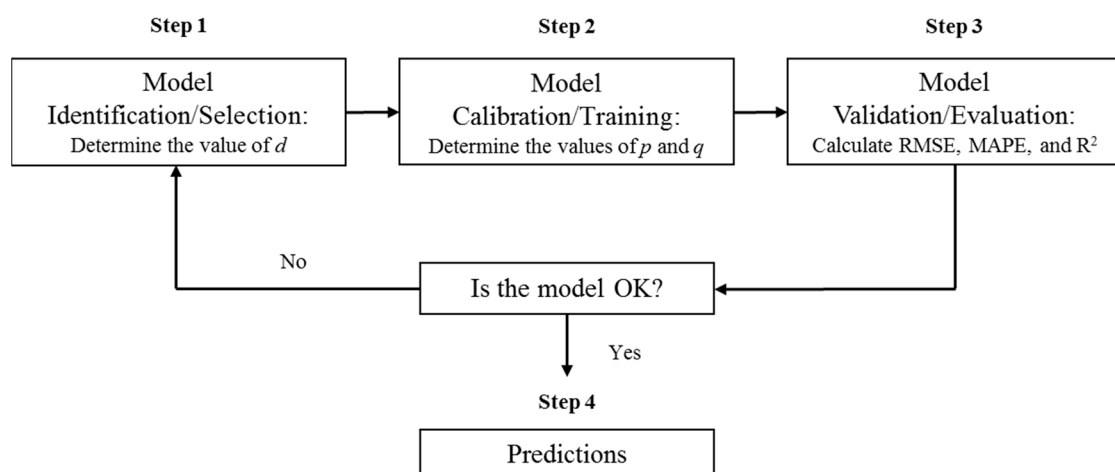 Step 1
Model
Identification/Selection:
Determine the value of d
Step 2
Model
Calibration/Training:
Determine the values of p and q
Step 3
Model
Validation/Evaluation:
Calculate RMSE, MAPE, and R²
No
Is the model OK?
Yes
Step 4
Predictions